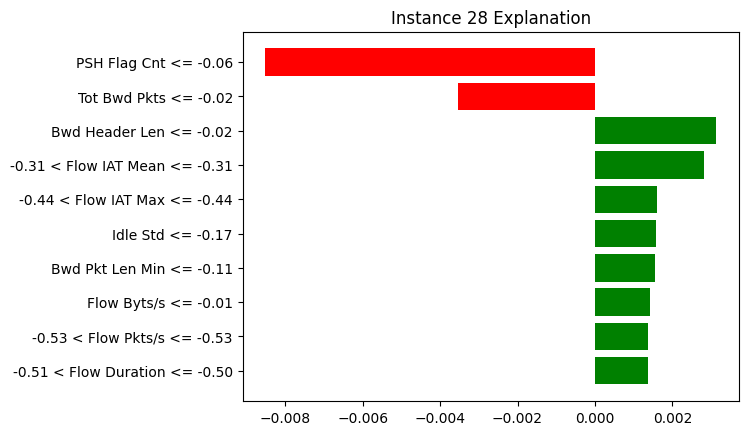 Instance 28 Explanation
PSH Flag Cnt <= -0.06
Tot Bwd Pkts <= -0.02
Bwd Header Len <= -0.02
-0.31 < Flow IAT Mean <= -0.31
-0.44 < Flow IAT Max <= -0.44
Idle Std <= -0.17
Bwd Pkt Len Min <= -0.11
Flow Byts/s <= -0.01
-0.53 < Flow Pkts/s <= -0.53
-0.51 < Flow Duration <= -0.50
−0.008 −0.006 −0.004 −0.002 0.000 0.002